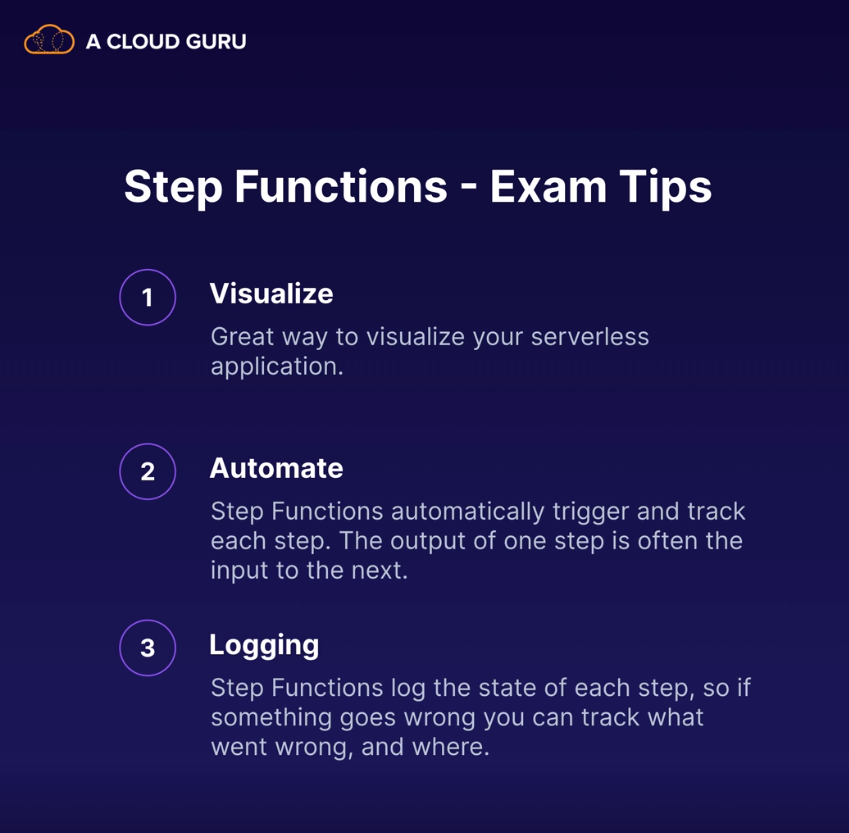 A CLOUD GURU
Step Functions - Exam Tips
1
Visualize
Great way to visualize your serverless
application.
2
Automate
Step Functions automatically trigger and track
each step. The output of one step is often the
input to the next.
3
Logging
Step Functions log the state of each step, so if
something goes wrong you can track what
went wrong, and where.